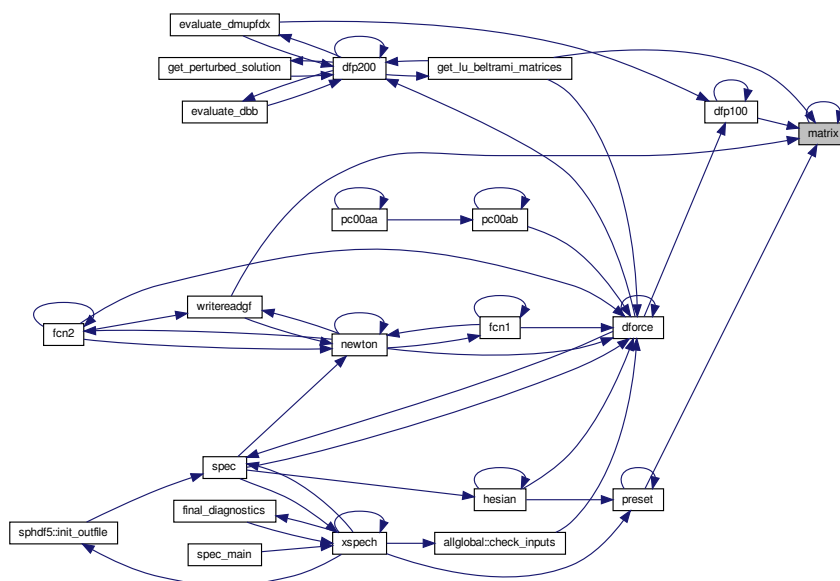 evaluate_dmupfdx
get_perturbed_solution
dfp200
get_lu_beltrami_matrices
evaluate_dbb
dfp100
matrix
pc00aa
pc00ab
writereadgf
fcn2
newton
fcn1
dforce
spec
hesian
preset
final_diagnostics
sphdf5::init_outfile
spec_main
xspech
allglobal::check_inputs